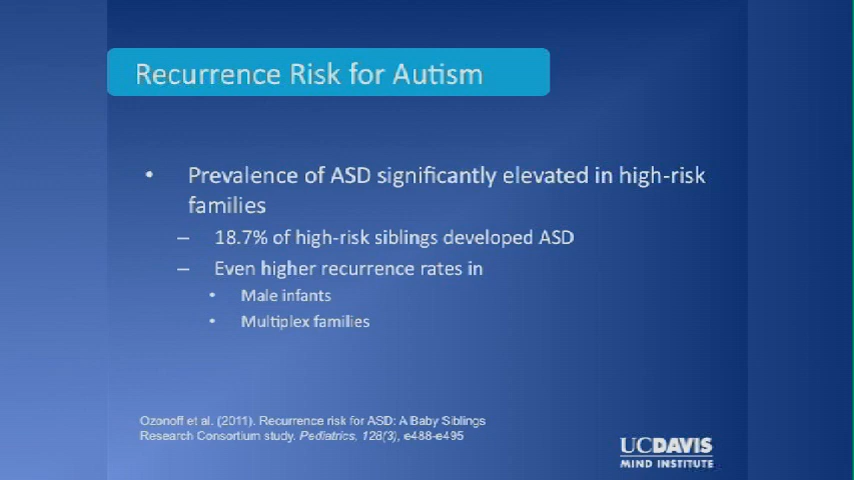 Recurrence Risk for Autism
• Prevalence of ASD significantly elevated in high-risk
families
– 18.7% of high-risk siblings developed ASD
– Even higher recurrence rates in
• Male infants
• Multiplex families
Ozonoff et al. (2011). Recurrence risk for ASD: A Baby Siblings
Research Consortium study. Pediatrics, 128(3), e488-e495
UCDAVIS
MIND INSTITUTE